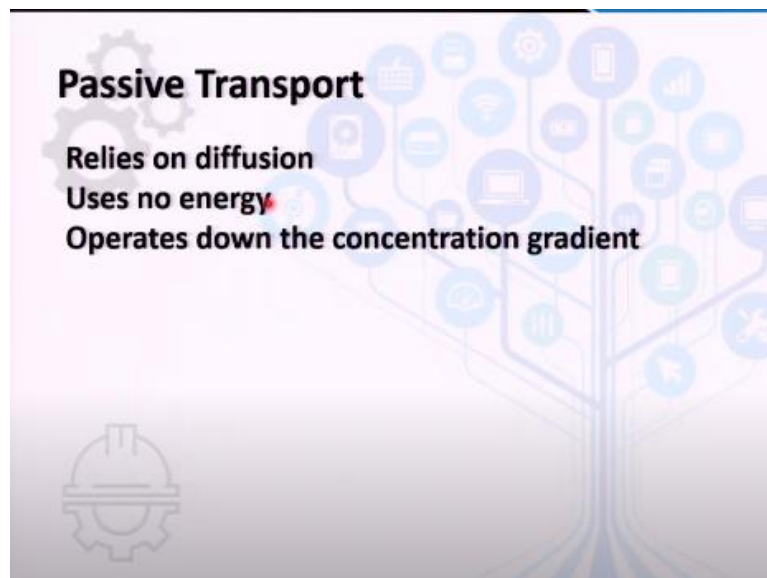 Passive Transport
Relies on diffusion
Uses no energy
Operates down the concentration gradient